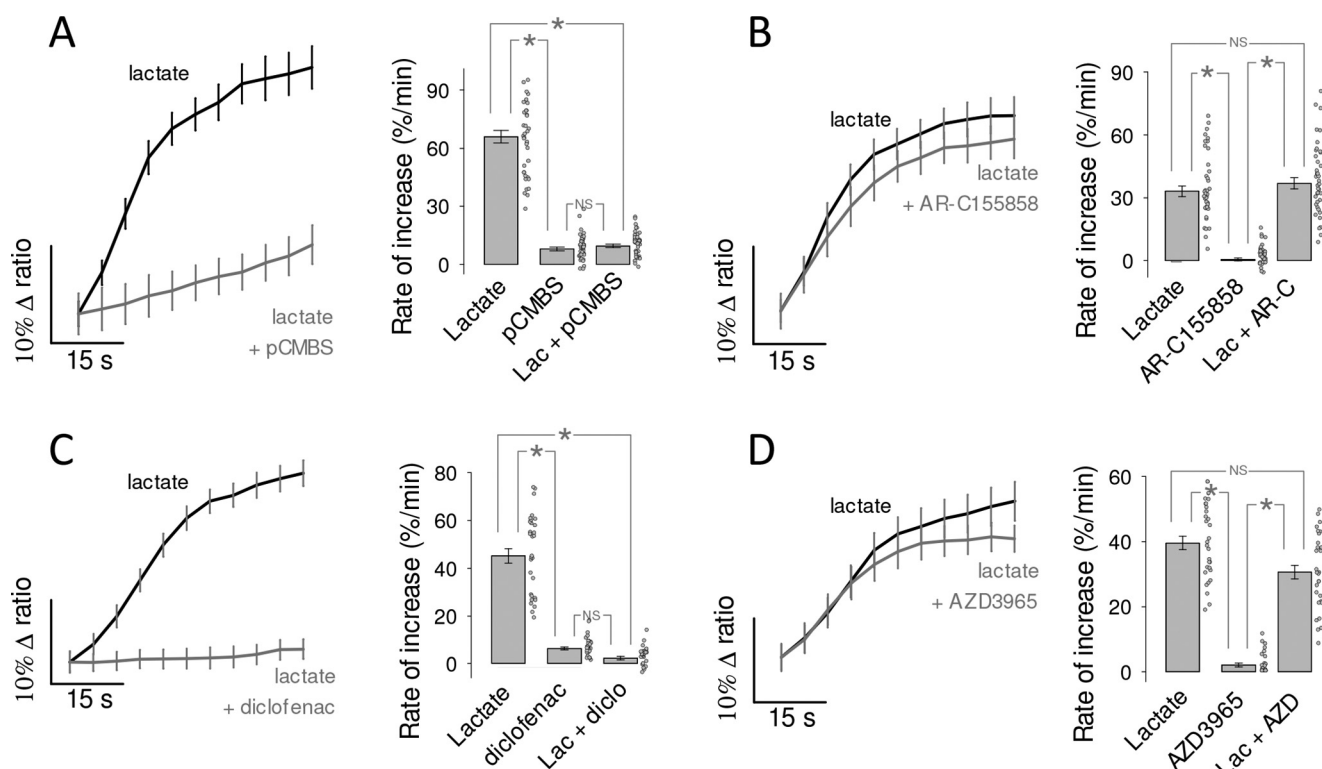 A
lactate
10% Δ ratio
15 s
lactate
+ pCMBS
Rate of increase (%/min)
90
60
30
0
*
*
NS
Lactate
pCMBS
Lac + pCMBS
B
lactate
lactate
+ AR-C155858
10% Δ ratio
15 s
Rate of increase (%/min)
90
60
30
0
NS
*
*
Lactate
AR-C155858
Lac + AR-C
C
lactate
10% Δ ratio
15 s
lactate
+ diclofenac
Rate of increase (%/min)
80
60
40
20
0
*
*
NS
Lactate
diclofenac
Lac + diclo
D
lactate
lactate
+ AZD3965
10% Δ ratio
15 s
Rate of increase (%/min)
60
40
20
0
NS
*
*
Lactate
AZD3965
Lac + AZD